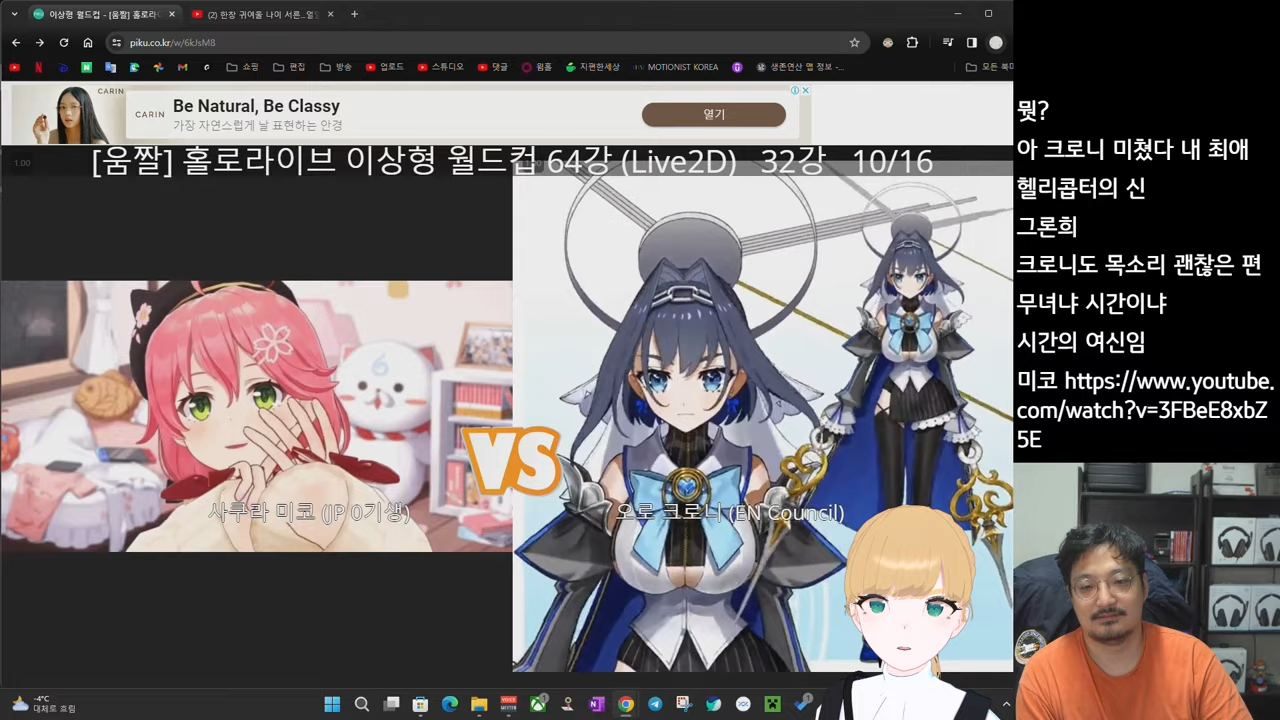 이상형 월드컵 - [움짤] 홀로라이
(2) 한장 귀여울 나이 서른...열일
piku.co.kr/w/6kJsM8
쇼핑
편집
방송
업로드
스튜디오
댓글
윔홀
지편한세상
MOTIONIST KOREA
생존연산 맵 정보 -...
모든 북마
CARIN
CARIN
Be Natural, Be Classy
가장 자연스럽게 날 표현하는 안경
열기
1:00
[움짤] 홀로라이브 이상형 월드컵 64강 (Live2D) 32강 10/16
VS
사쿠라 미코 (JP 0기생)
오로 크로니 (EN Council)
뭣?
아 크로니 미쳤다 내 최애
헬리콥터의 신
그론희
크로니도 목소리 괜찮은 편
무녀냐 시간이냐
시간의 여신임
미코 https://www.youtube.
com/watch?v=3FBeE8xbZ
5E
-4°C
대체로 흐림